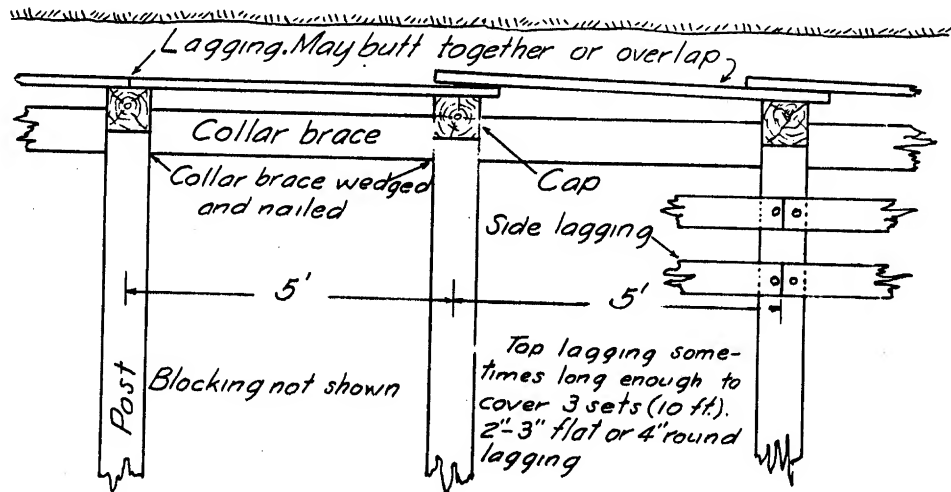 Lagging. May butt together or overlap
Collar brace
Collar brace wedged
and nailed
Cap
Side lagging
5'
5'
Post
Blocking not shown
Top lagging some-
times long enough to
cover 3 sets (10 ft.).
2"-3" flat or 4" round
lagging